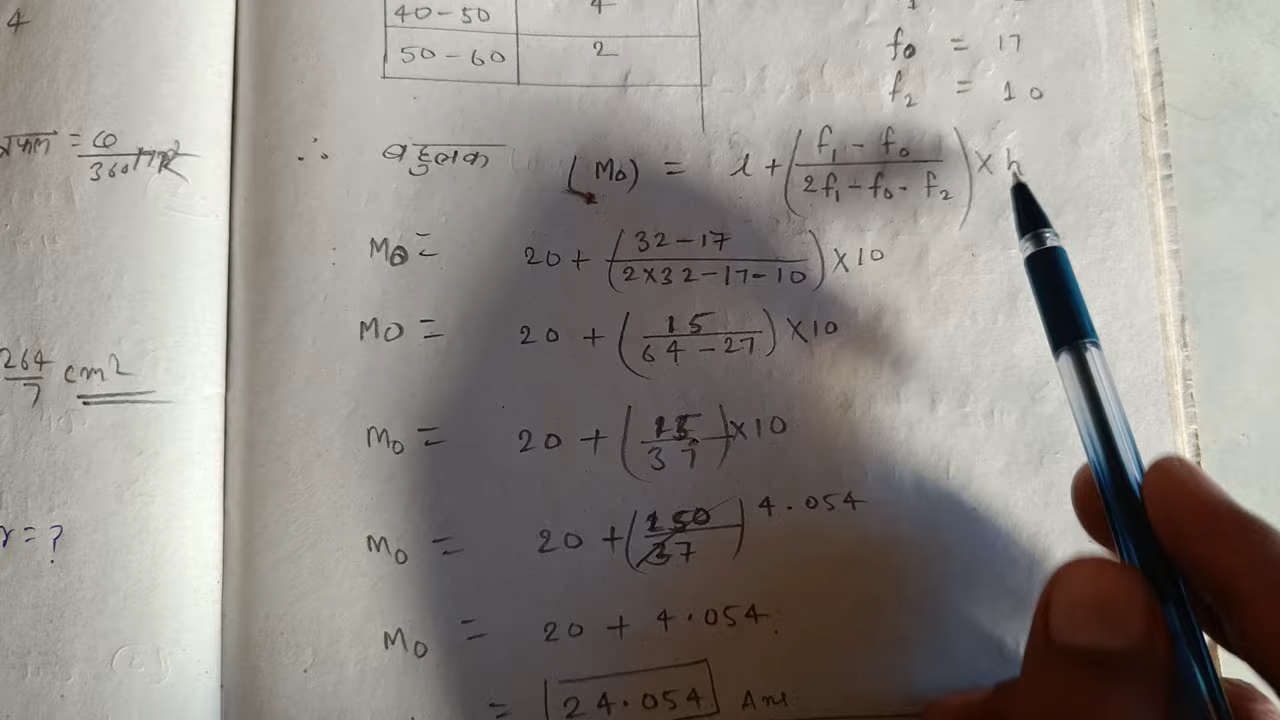 4
40-50 4
50-60 2
f₀ = 17
f₂ = 10
= θ/360 πr²
∴ बहुलक (M₀) = l + ((f₁ - f₀)/(2f₁ - f₀ - f₂)) × h
M₀ = 20 + ((32-17)/(2×32-17-10)) × 10
MO = 20 + (15/(64-27)) × 10
264/7 cm²
M₀ = 20 + (15/37) × 10
M₀ = 20 + (150/37) 4.054
r = ?
M₀ = 20 + 4.054
= 24.054 Ans.